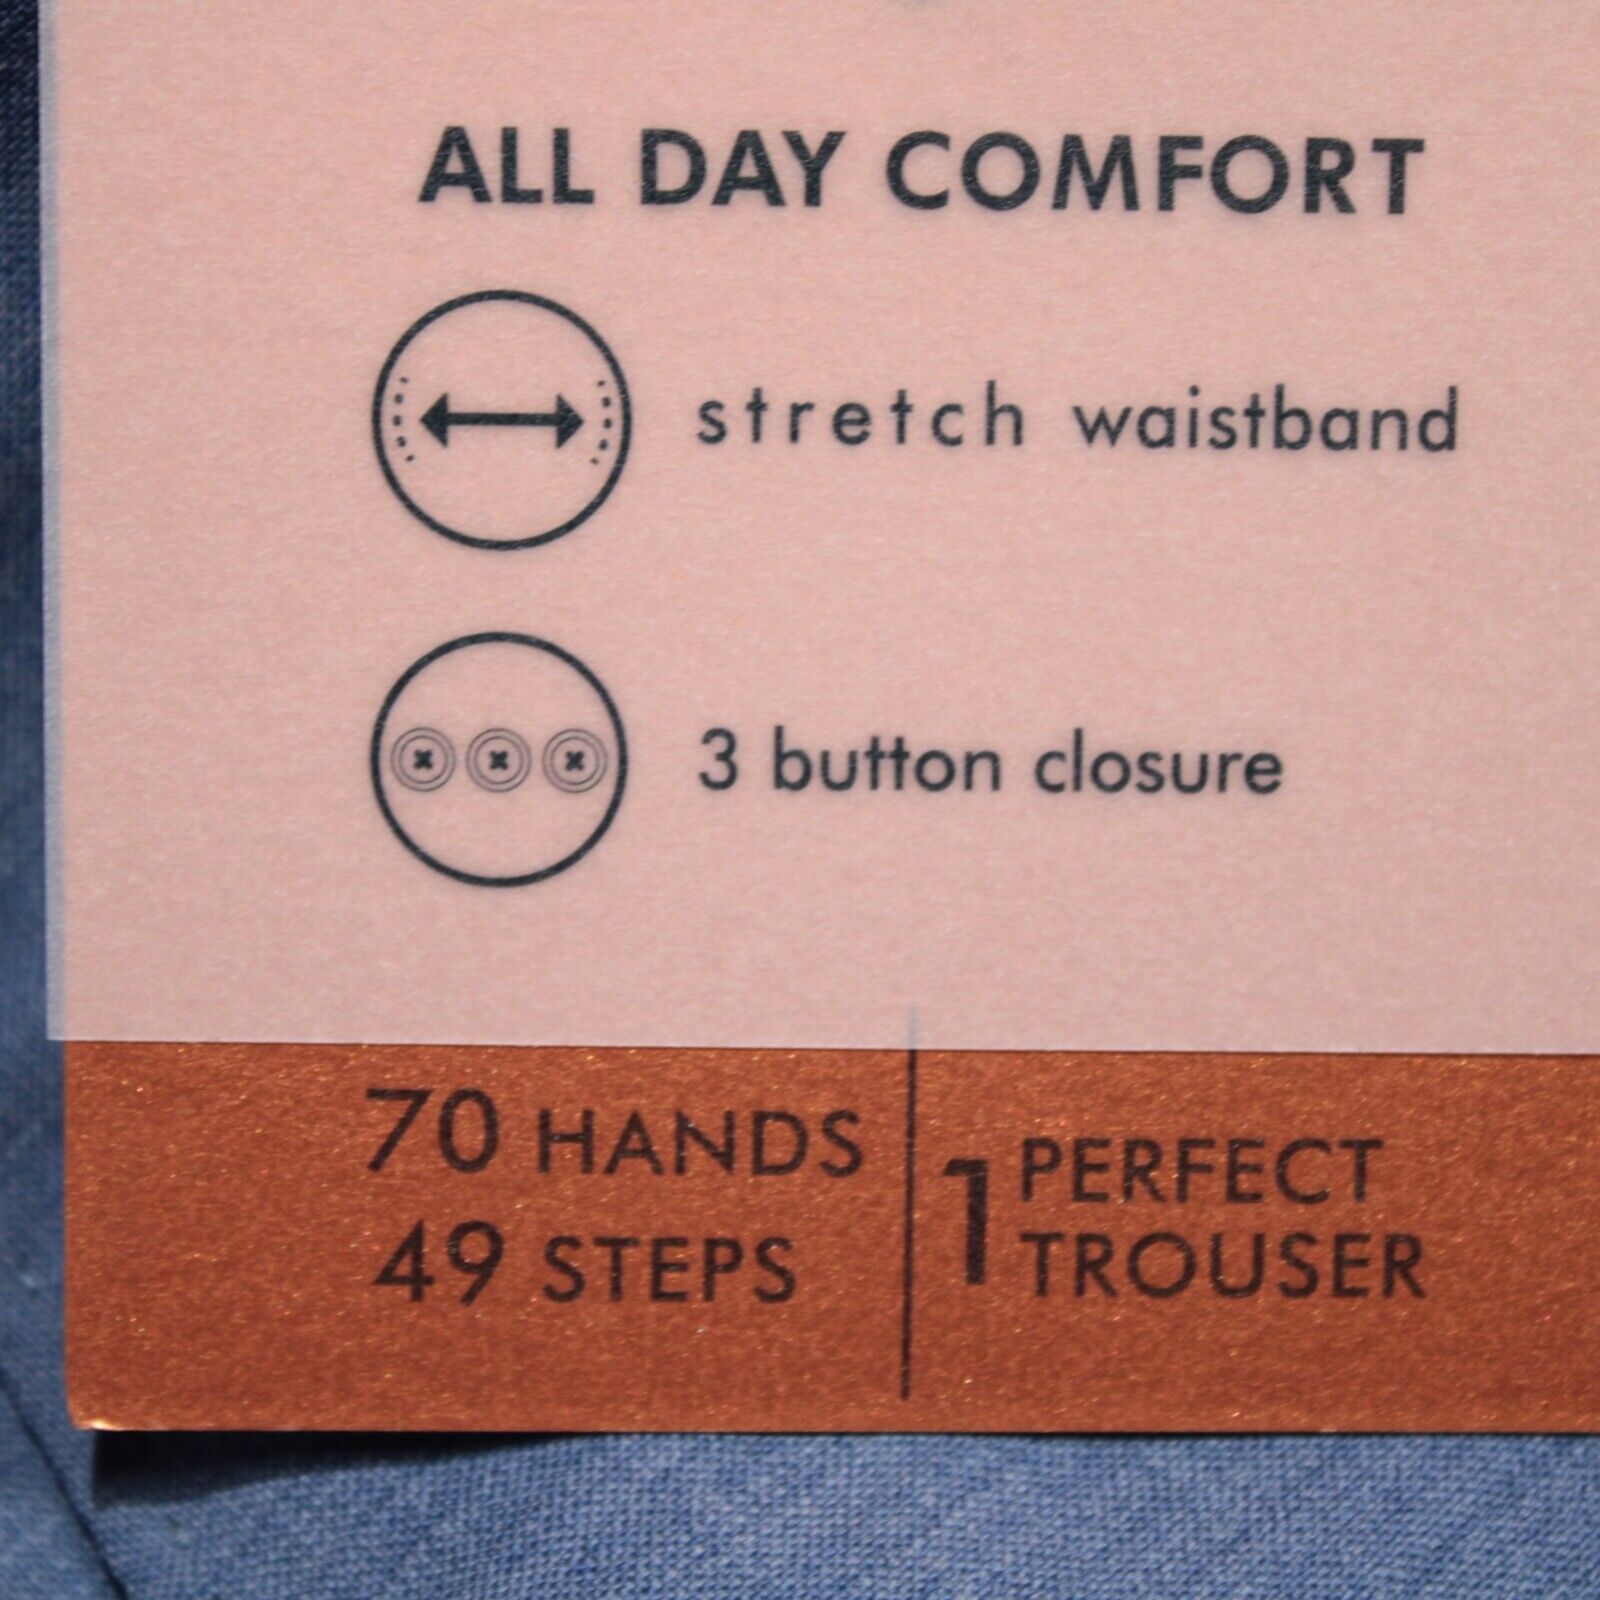 ALL DAY COMFORT
stretch waistband
3 button closure
70 HANDS
49 STEPS
1 PERFECT
TROUSER